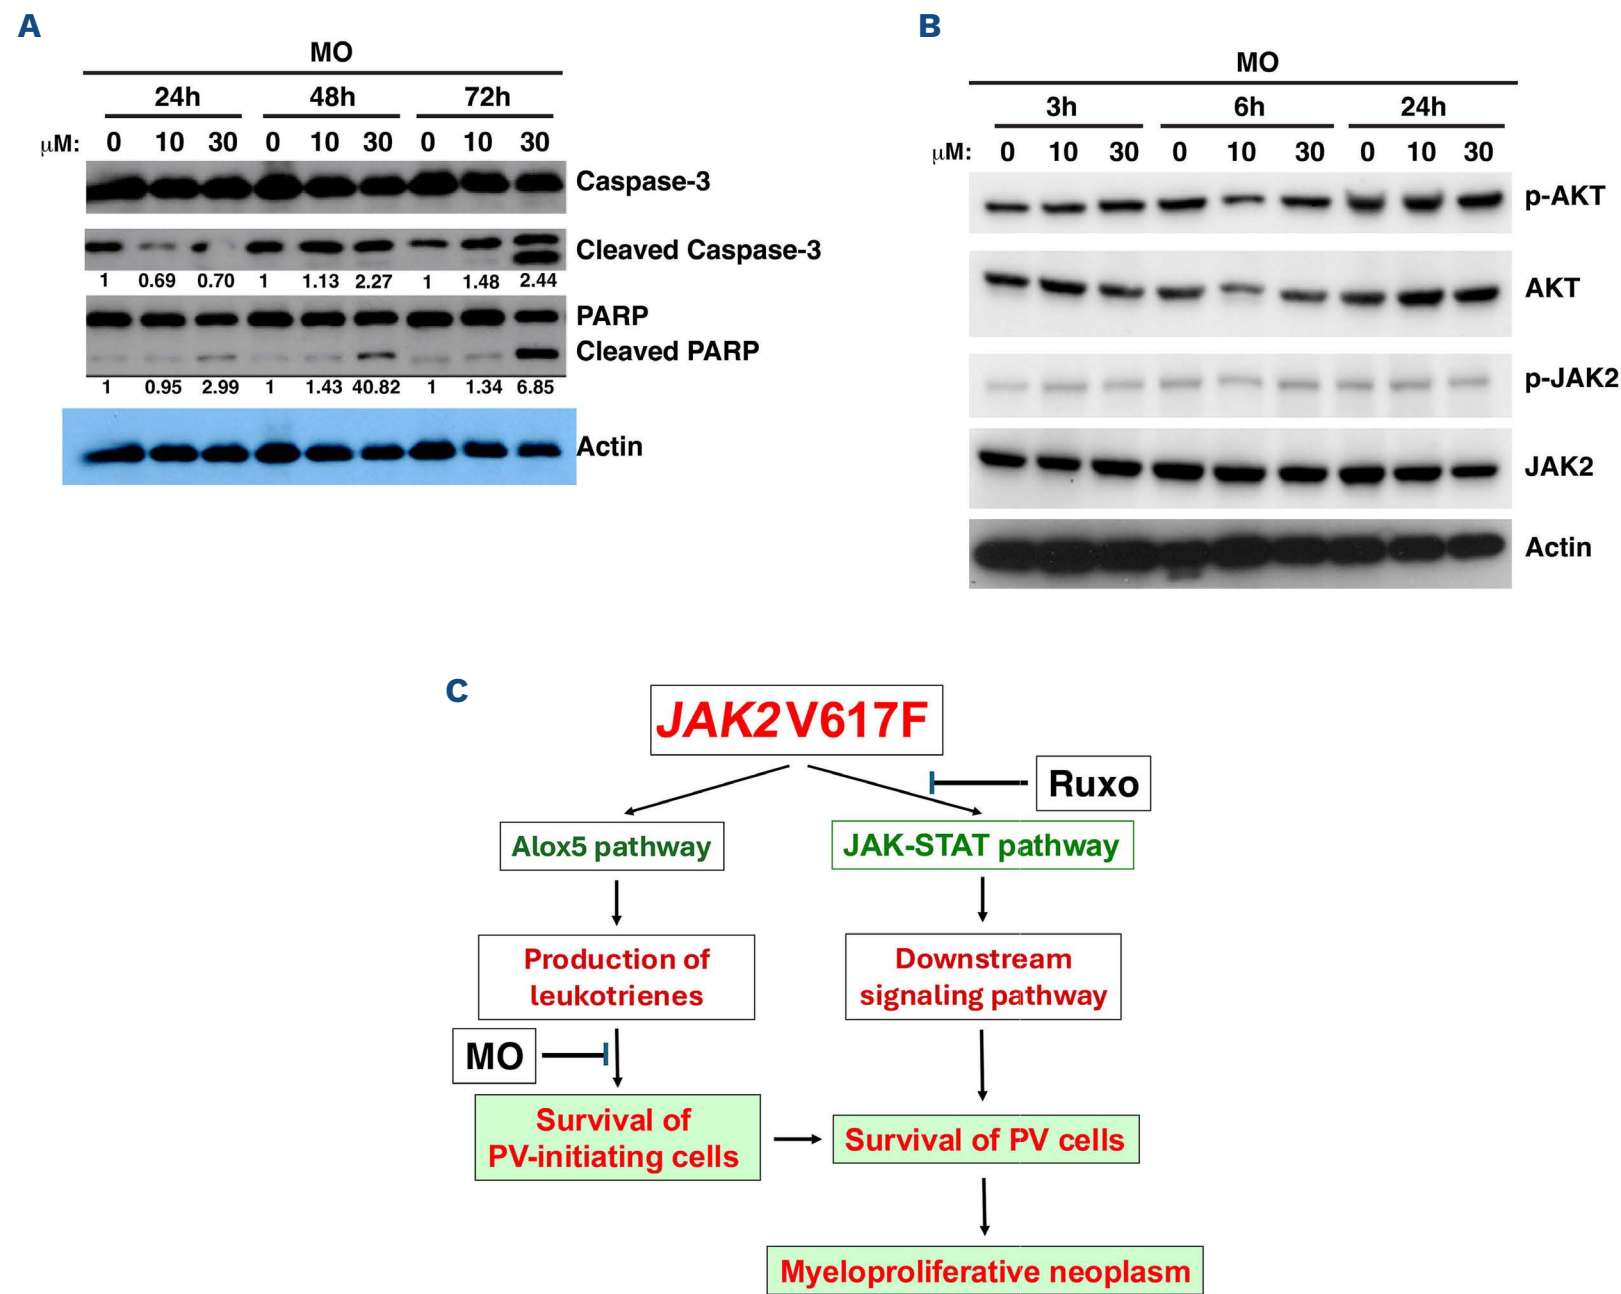 A
MO
24h 48h 72h
μM: 0 10 30 0 10 30 0 10 30
Caspase-3
Cleaved Caspase-3
1 0.69 0.70 1 1.13 2.27 1 1.48 2.44
PARP
Cleaved PARP
1 0.95 2.99 1 1.43 40.82 1 1.34 6.85
Actin
B
MO
3h 6h 24h
μM: 0 10 30 0 10 30 0 10 30
p-AKT
AKT
p-JAK2
JAK2
Actin
C
JAK2V617F
Ruxo
Alox5 pathway
JAK-STAT pathway
Production of
leukotrienes
Downstream
signaling pathway
MO
Survival of
PV-initiating cells
Survival of PV cells
Myeloproliferative neoplasm